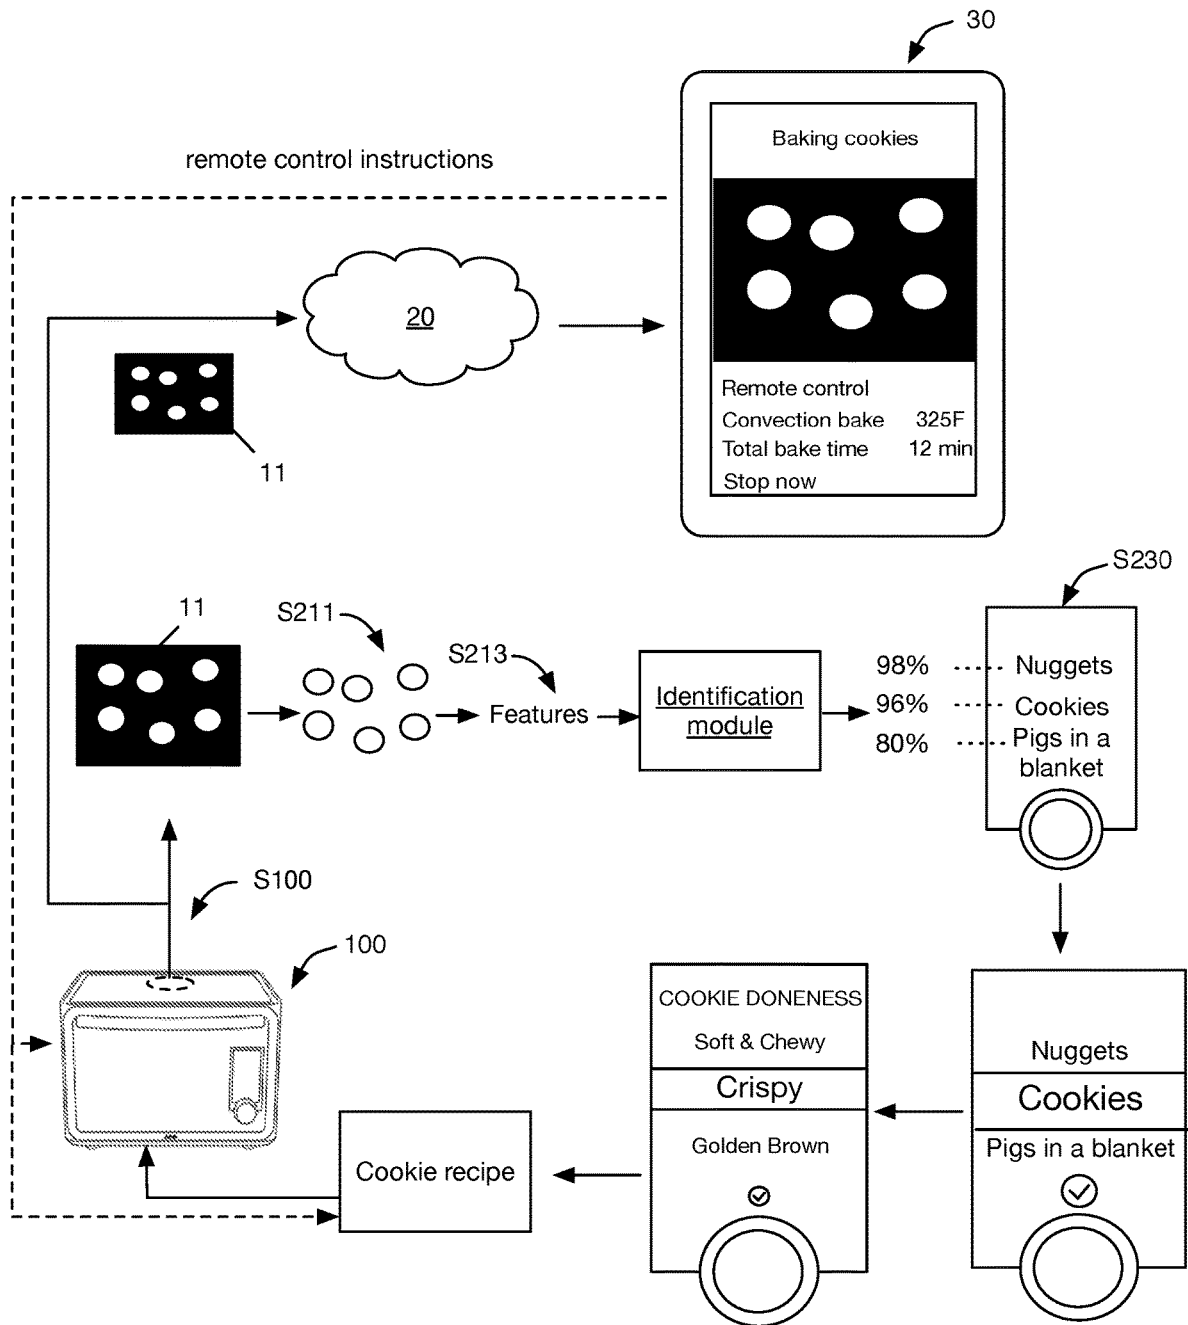 30
Baking cookies
remote control instructions
20
11
Remote control
Convection bake 325F
Total bake time 12 min
Stop now
S230
11
S211
S213
Features
Identification
module
98% Nuggets
96% Cookies
80% Pigs in a
blanket
S100
100
COOKIE DONENESS
Soft & Chewy
Crispy
Golden Brown
Nuggets
Cookies
Pigs in a blanket
Cookie recipe